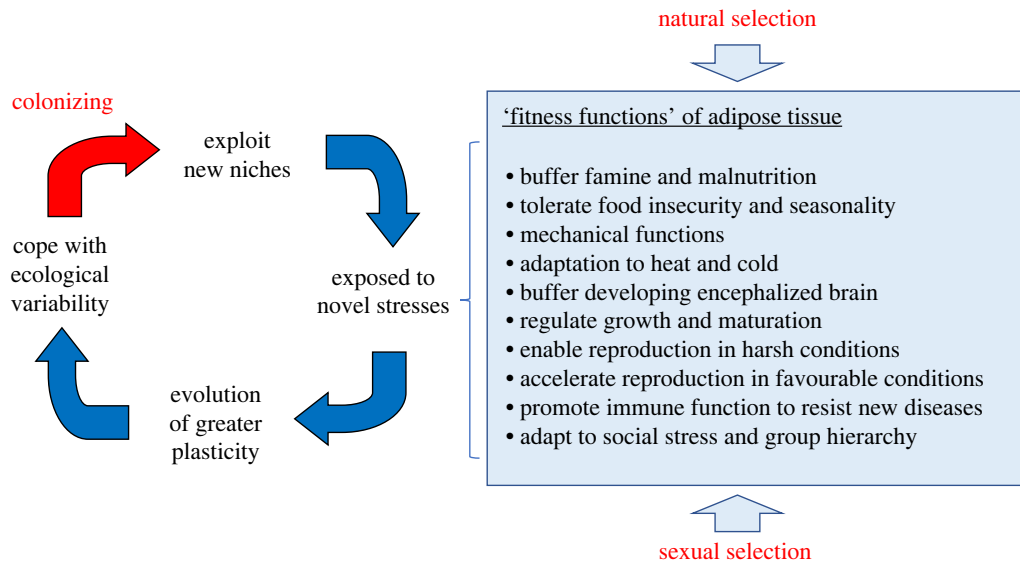 natural selection
colonizing
exploit
new niches
cope with
ecological
variability
exposed to
novel stresses
evolution
of greater
plasticity
‘fitness functions’ of adipose tissue
• buffer famine and malnutrition
• tolerate food insecurity and seasonality
• mechanical functions
• adaptation to heat and cold
• buffer developing encephalized brain
• regulate growth and maturation
• enable reproduction in harsh conditions
• accelerate reproduction in favourable conditions
• promote immune function to resist new diseases
• adapt to social stress and group hierarchy
sexual selection